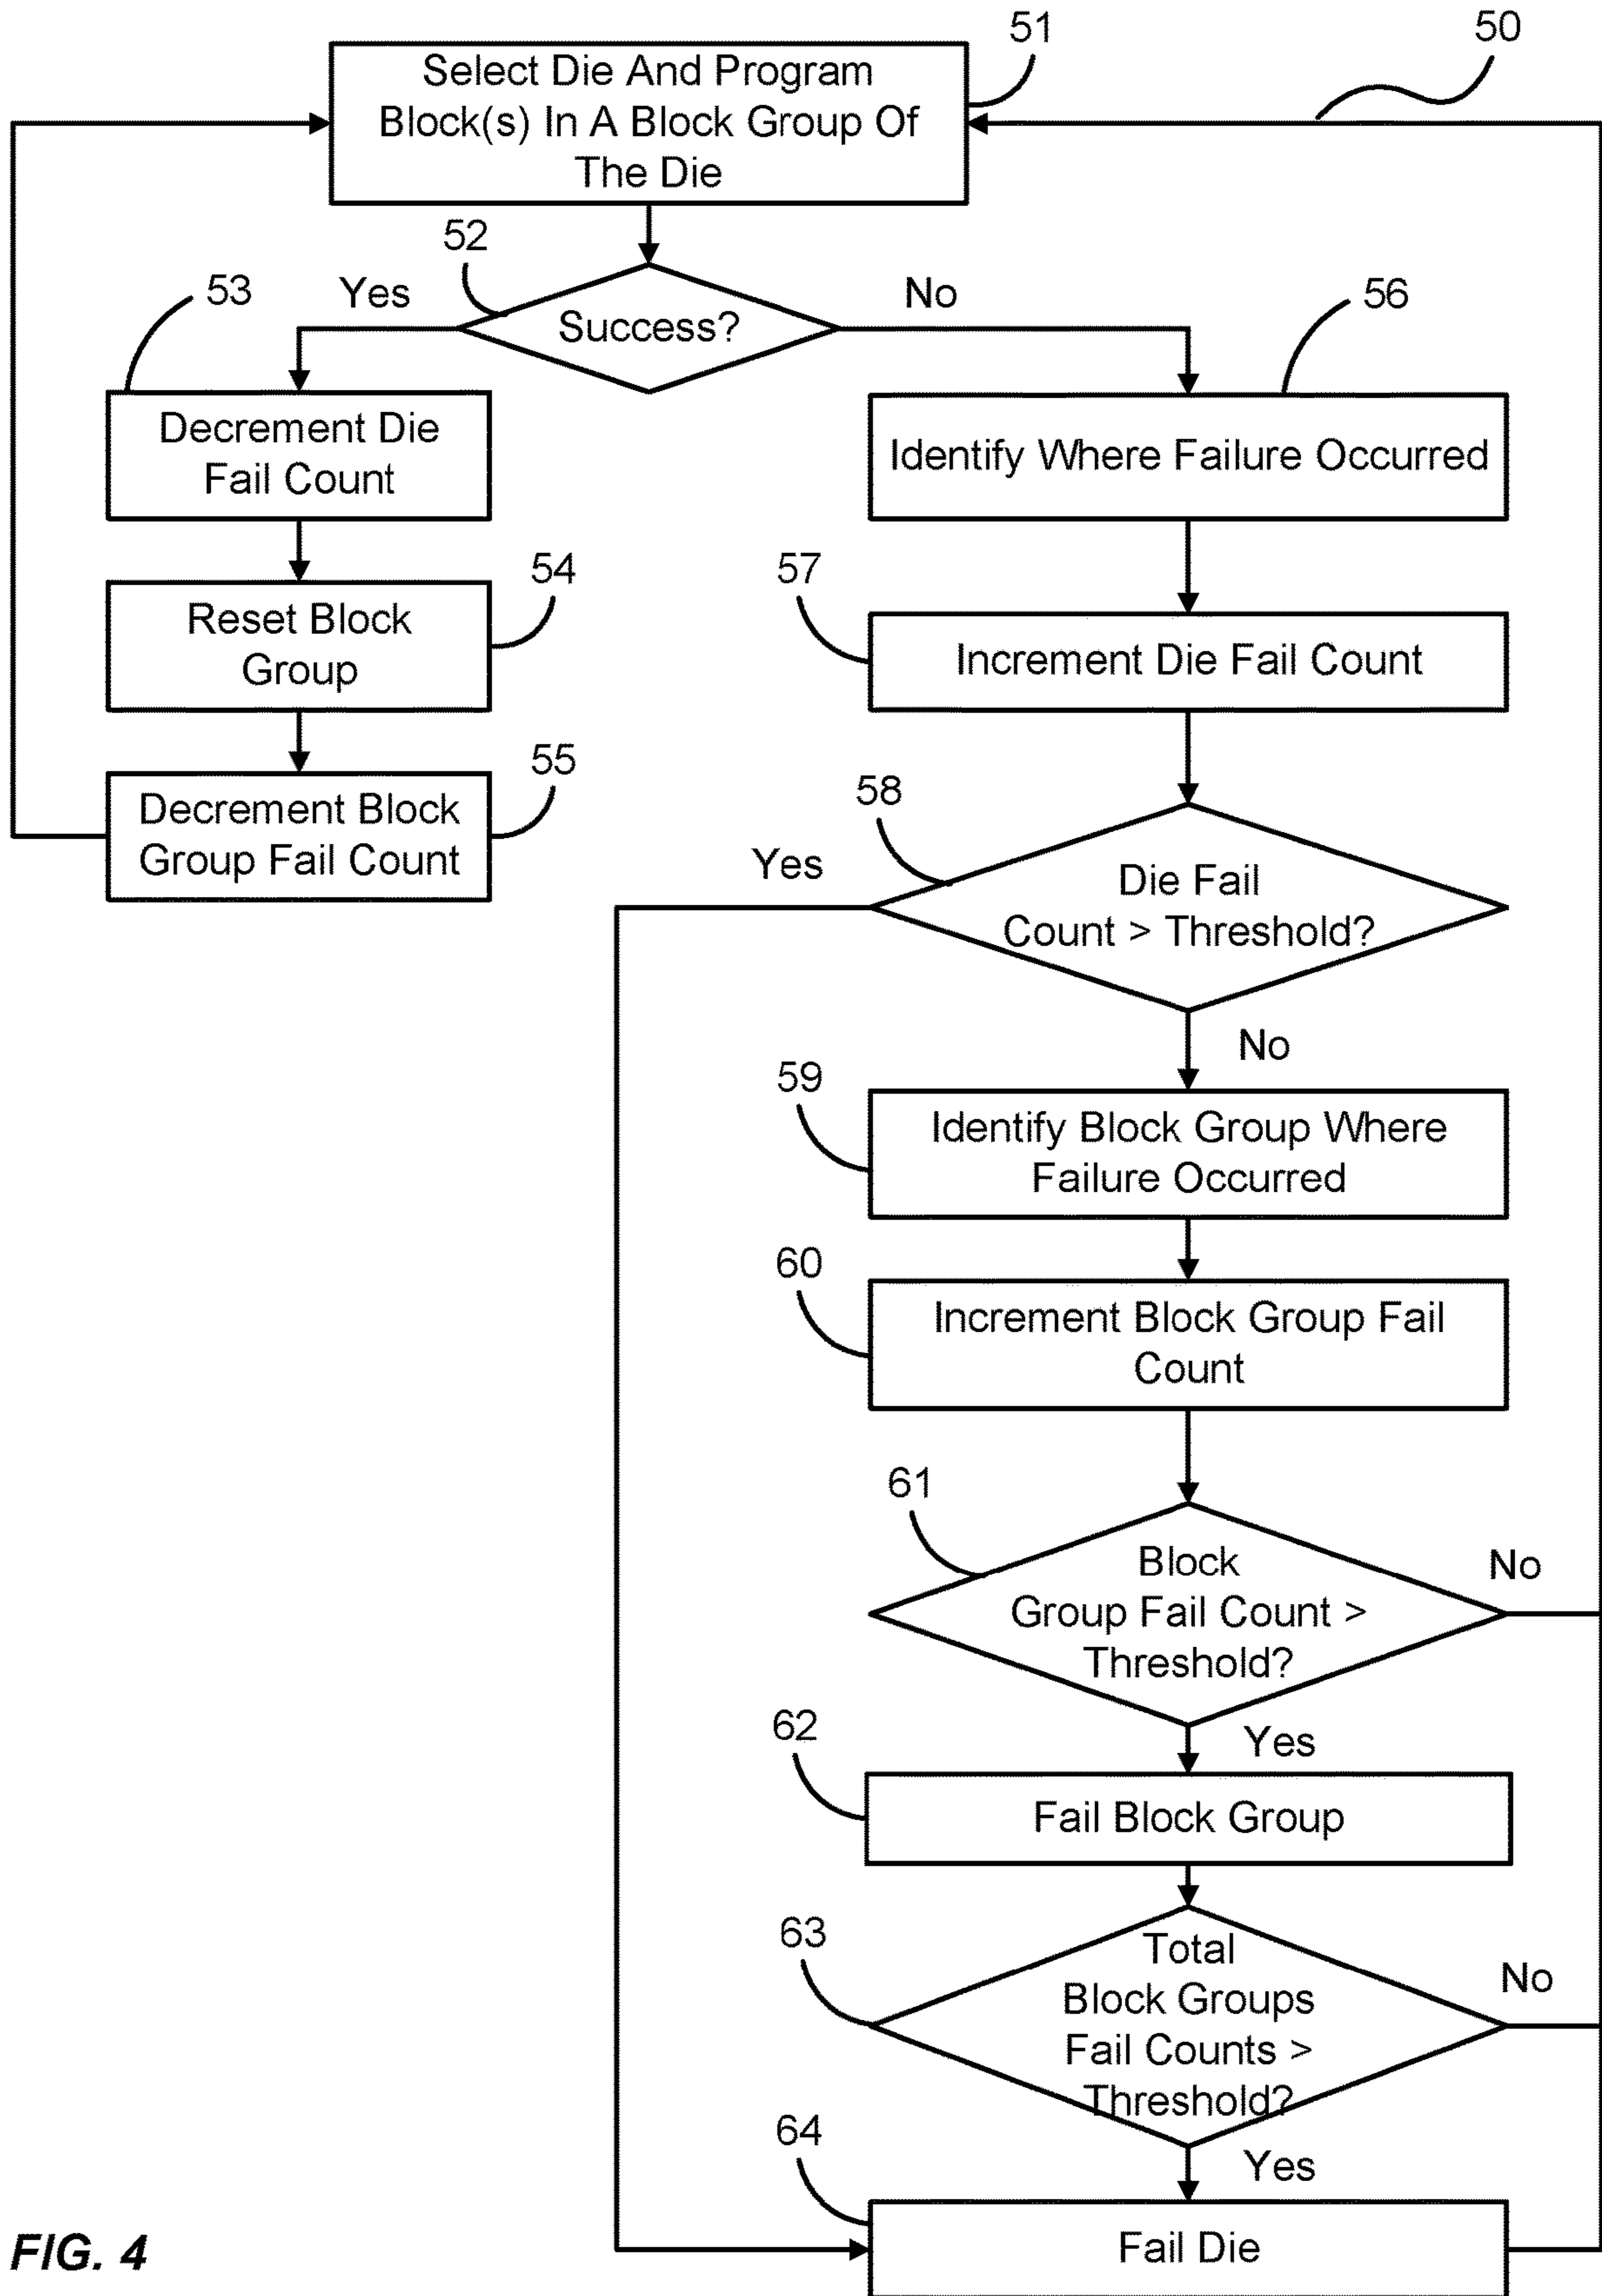 51
50
Select Die And Program
Block(s) In A Block Group Of
The Die
52
Yes
No
53
56
Success?
Decrement Die
Fail Count
Identify Where Failure Occurred
54
57
Reset Block
Group
Increment Die Fail Count
55
58
Decrement Block
Group Fail Count
Yes
Die Fail
Count > Threshold?
No
59
Identify Block Group Where
Failure Occurred
60
Increment Block Group Fail
Count
61
Block
Group Fail Count >
Threshold?
No
62
Yes
Fail Block Group
63
Total
Block Groups
Fail Counts >
Threshold?
No
64
Yes
Fail Die
FIG. 4